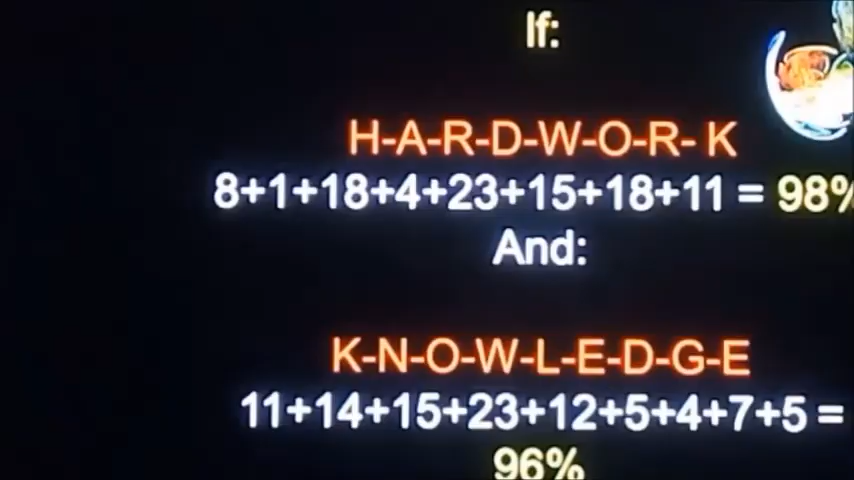 If:
H-A-R-D-W-O-R- K
8+1+18+4+23+15+18+11 = 98%
And:
K-N-O-W-L-E-D-G-E
11+14+15+23+12+5+4+7+5 =
96%